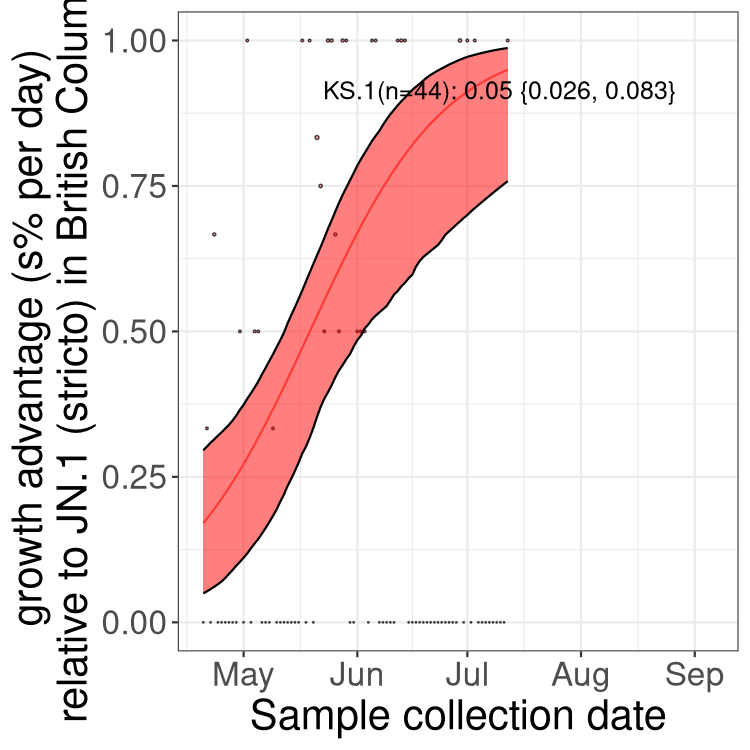 growth advantage (s% per day)
relative to JN.1 (stricto) in British Colum
1.00
0.75
0.50
0.25
0.00
KS.1(n=44): 0.05 {0.026, 0.083}
May Jun Jul Aug Sep
Sample collection date